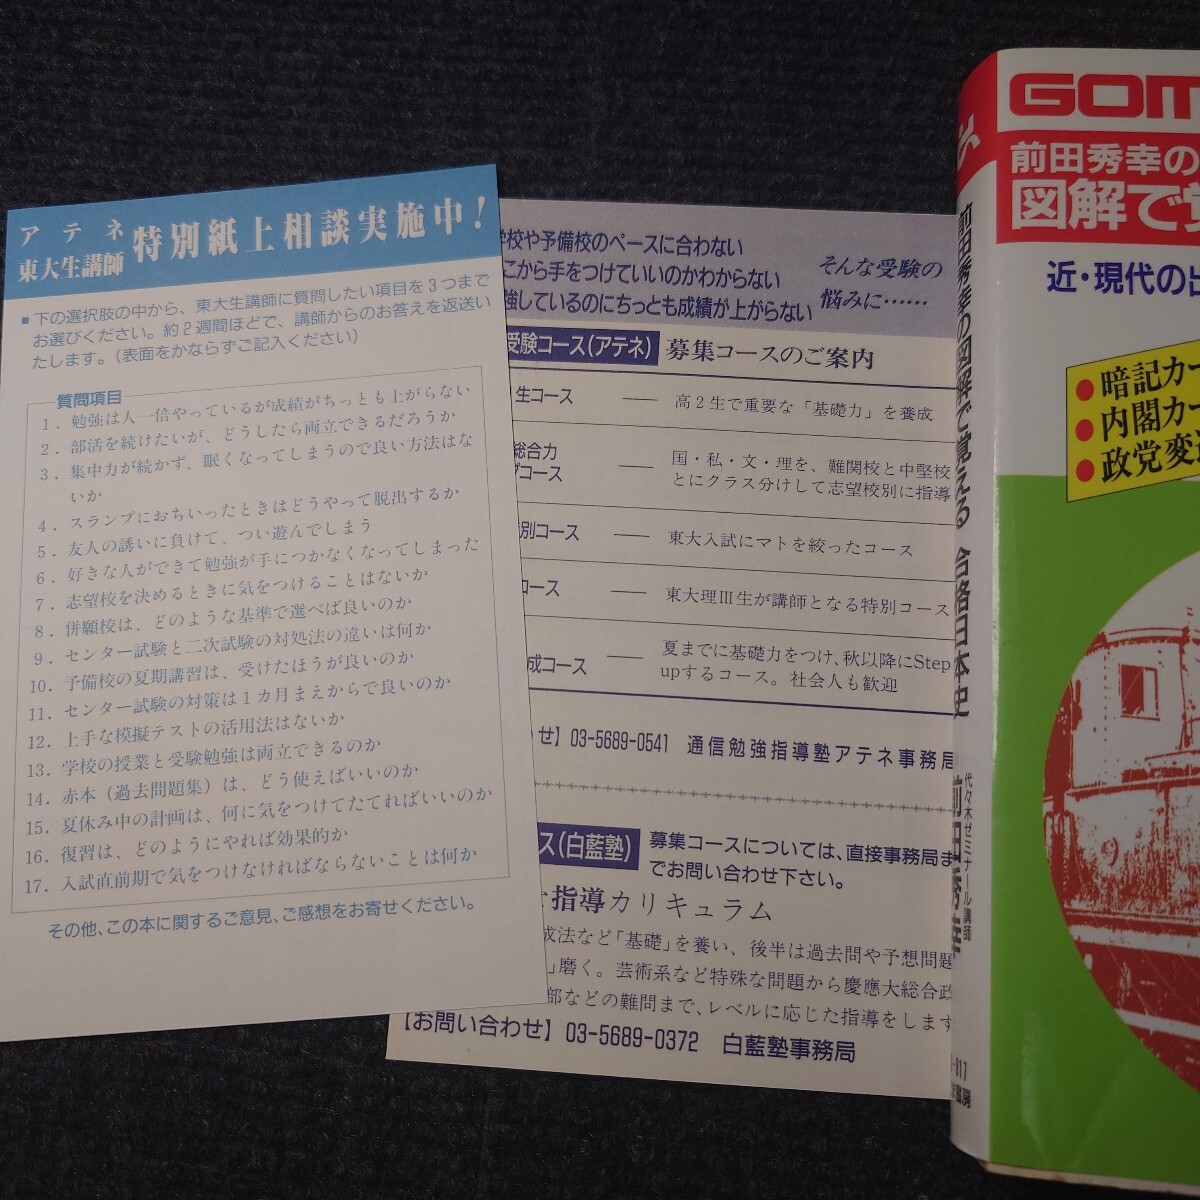 アテネ
東大生講師
特別紙上相談実施中!
■下の選択肢の中から、東大生講師に質問したい項目を3つまで
お選びください。約2週間ほどで、講師からのお答えを返送い
たします。(表面をかならずご記入ください)
質問項目
1．勉強は人一倍やっているが成績がちっとも上がらない
2．部活を続けたいが、どうしたら両立できるだろうか
3．集中力が続かず、眠くなってしまうので良い方法はな
いか
4．スランプにおちいったときはどうやって脱出するか
5．友人の誘いに負けて、つい遊んでしまう
6．好きな人ができて勉強が手につかなくなってしまった
7．志望校を決めるときに気をつけることはないか
8．併願校は、どのような基準で選べば良いのか
9．センター試験と二次試験の対処法の違いは何か
10．予備校の夏期講習は、受けたほうが良いのか
11．センター試験の対策は1カ月まえからで良いのか
12．上手な模擬テストの活用法はないか
13．学校の授業と受験勉強は両立できるのか
14．赤本（過去問題集）は、どう使えばいいのか
15．夏休み中の計画は、何に気をつけてたてればいいのか
16．復習は、どのようにやれば効果的か
17．入試直前期で気をつけなければならないことは何か
その他、この本に関するご意見、ご感想をお寄せください。
学校や予備校のペースに合わない
こから手をつけていいのかわからない
強しているのにちっとも成績が上がらない
そんな受験の
悩みに……
受験コース(アテネ)
募集コースのご案内
生コース —— 高2生で重要な「基礎力」を養成
総合力
プコース —— 国・私・文・理を、難関校と中堅校
とにクラス分けして志望校別に指導
別コース —— 東大入試にマトを絞ったコース
コース —— 東大理III生が講師となる特別コース
成コース —— 夏までに基礎力をつけ、秋以降にStep
upするコース。社会人も歓迎
わせ】03-5689-0541 通信勉強指導塾アテネ事務局
ス(白藍塾)
募集コースについては、直接事務局ま
でお問い合わせ下さい。
指導カリキュラム
成法など「基礎」を養い、後半は過去問や予想問題
」磨く。芸術系など特殊な問題から慶應大総合政
部などの難問まで、レベルに応じた指導をします
【お問い合わせ】03-5689-0372 白藍塾事務局
前田秀幸の図解で覚える 合格日本史
代々木ゼミナール講師
前田秀幸
GOM
前田秀幸の
図解で覚
近・現代の出
●暗記カー
●内閣カー
●政党変遷